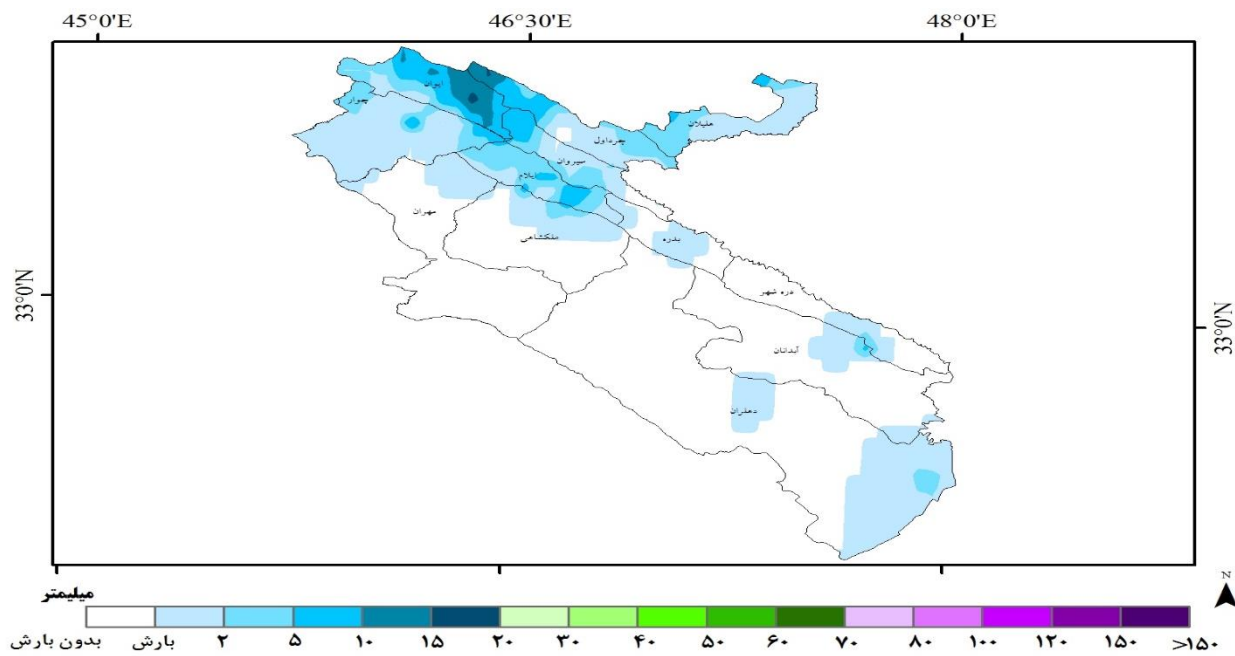 45°0'E 46°30'E 48°0'E
ایوان
چوار
هلیلان
چرداول
سیروان
ایلام
مهران
ملکشاهی
بدره
33°0'N
دره شهر
33°0'N
آبدانان
دهلران
میلیمتر
N
بدون بارش بارش ۲ ۵ ۱۰ ۱۵ ۲۰ ۳۰ ۴۰ ۵۰ ۶۰ ۷۰ ۸۰ ۱۰۰ ۱۲۰ ۱۵۰ >۱۵۰